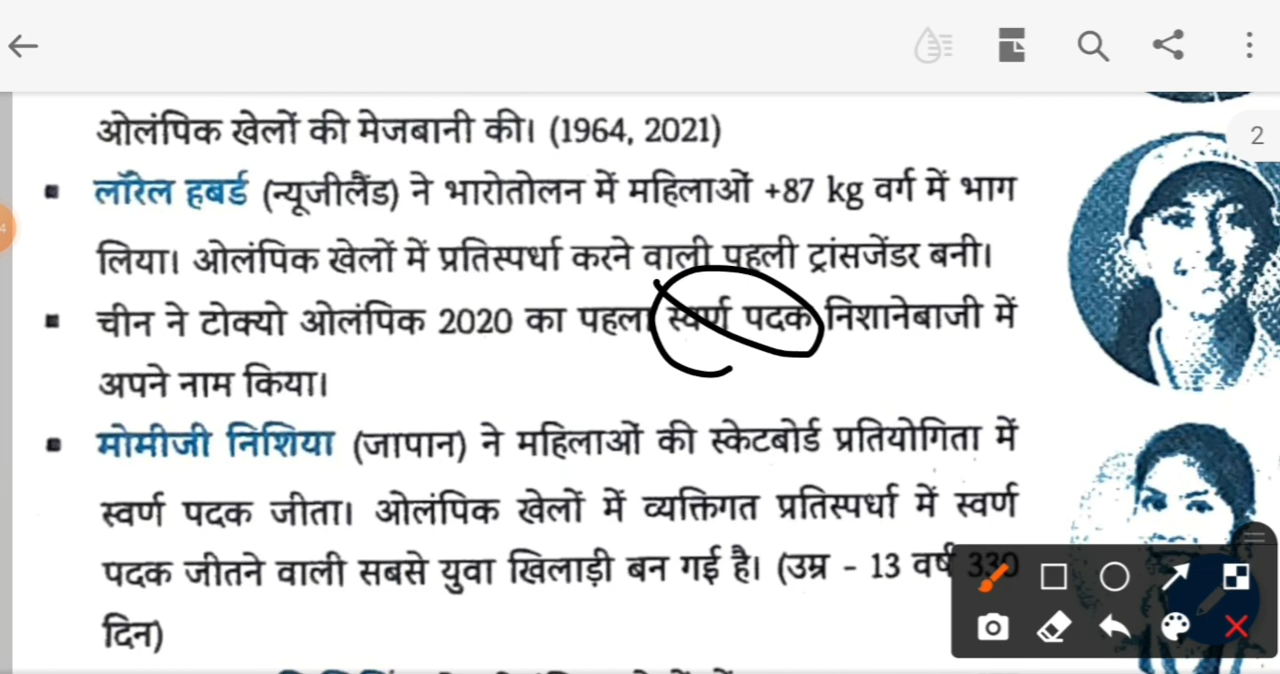 ओलंपिक खेलों की मेजबानी की। (1964, 2021)
2
लॉरेल हबर्ड (न्यूजीलैंड) ने भारोतोलन में महिलाओं +87 kg वर्ग में भाग
लिया। ओलंपिक खेलों में प्रतिस्पर्धा करने वाली पहली ट्रांसजेंडर बनी।
चीन ने टोक्यो ओलंपिक 2020 का पहला स्वर्ण पदक निशानेबाजी में
अपने नाम किया।
मोमीजी निशिया (जापान) ने महिलाओं की स्केटबोर्ड प्रतियोगिता में
स्वर्ण पदक जीता। ओलंपिक खेलों में व्यक्तिगत प्रतिस्पर्धा में स्वर्ण
पदक जीतने वाली सबसे युवा खिलाड़ी बन गई है। (उम्र - 13 वर्ष 330
दिन)